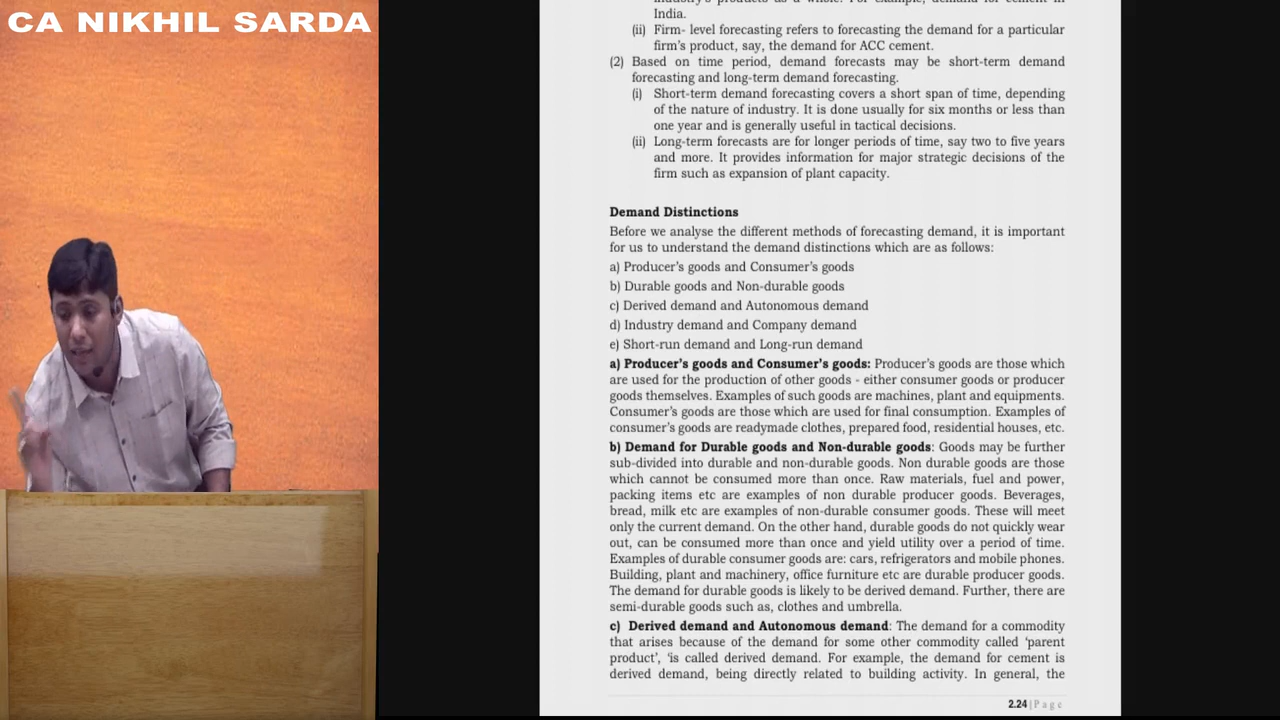 CA NIKHIL SARDA
industry's products as a whole. For example, demand for cement in
India.
(ii) Firm- level forecasting refers to forecasting the demand for a particular
firm's product, say, the demand for ACC cement.
(2) Based on time period, demand forecasts may be short-term demand
forecasting and long-term demand forecasting.
(i) Short-term demand forecasting covers a short span of time, depending
of the nature of industry. It is done usually for six months or less than
one year and is generally useful in tactical decisions.
(ii) Long-term forecasts are for longer periods of time, say two to five years
and more. It provides information for major strategic decisions of the
firm such as expansion of plant capacity.
Demand Distinctions
Before we analyse the different methods of forecasting demand, it is important
for us to understand the demand distinctions which are as follows:
a) Producer's goods and Consumer's goods
b) Durable goods and Non-durable goods
c) Derived demand and Autonomous demand
d) Industry demand and Company demand
e) Short-run demand and Long-run demand
a) Producer's goods and Consumer's goods: Producer's goods are those which
are used for the production of other goods - either consumer goods or producer
goods themselves. Examples of such goods are machines, plant and equipments.
Consumer's goods are those which are used for final consumption. Examples of
consumer's goods are readymade clothes, prepared food, residential houses, etc.
b) Demand for Durable goods and Non-durable goods: Goods may be further
sub-divided into durable and non-durable goods. Non durable goods are those
which cannot be consumed more than once. Raw materials, fuel and power,
packing items etc are examples of non durable producer goods. Beverages,
bread, milk etc are examples of non-durable consumer goods. These will meet
only the current demand. On the other hand, durable goods do not quickly wear
out, can be consumed more than once and yield utility over a period of time.
Examples of durable consumer goods are: cars, refrigerators and mobile phones.
Building, plant and machinery, office furniture etc are durable producer goods.
The demand for durable goods is likely to be derived demand. Further, there are
semi-durable goods such as, clothes and umbrella.
c) Derived demand and Autonomous demand: The demand for a commodity
that arises because of the demand for some other commodity called 'parent
product', 'is called derived demand. For example, the demand for cement is
derived demand, being directly related to building activity. In general, the
2.24 | Page